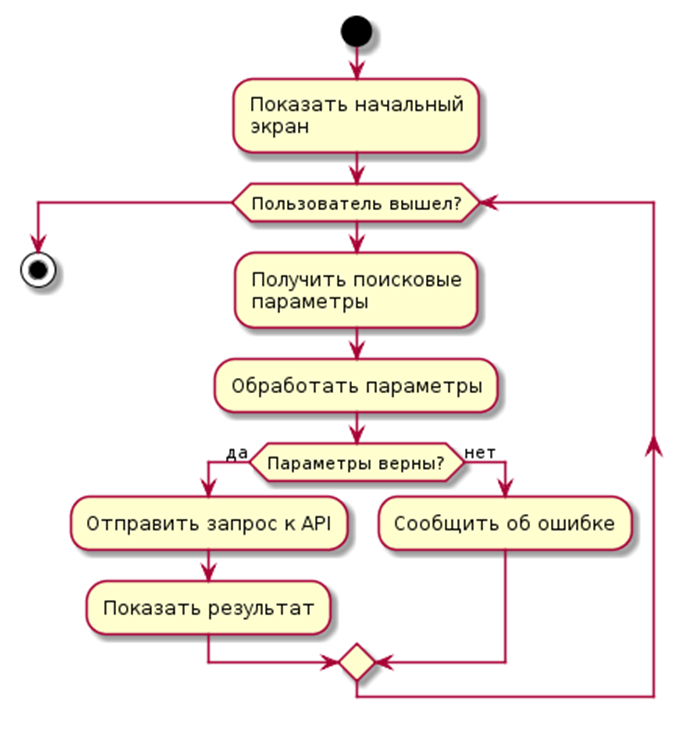 Показать начальный
экран
Пользователь вышел?
Получить поисковые
параметры
Обработать параметры
да
Параметры верны?
нет
Отправить запрос к API
Сообщить об ошибке
Показать результат